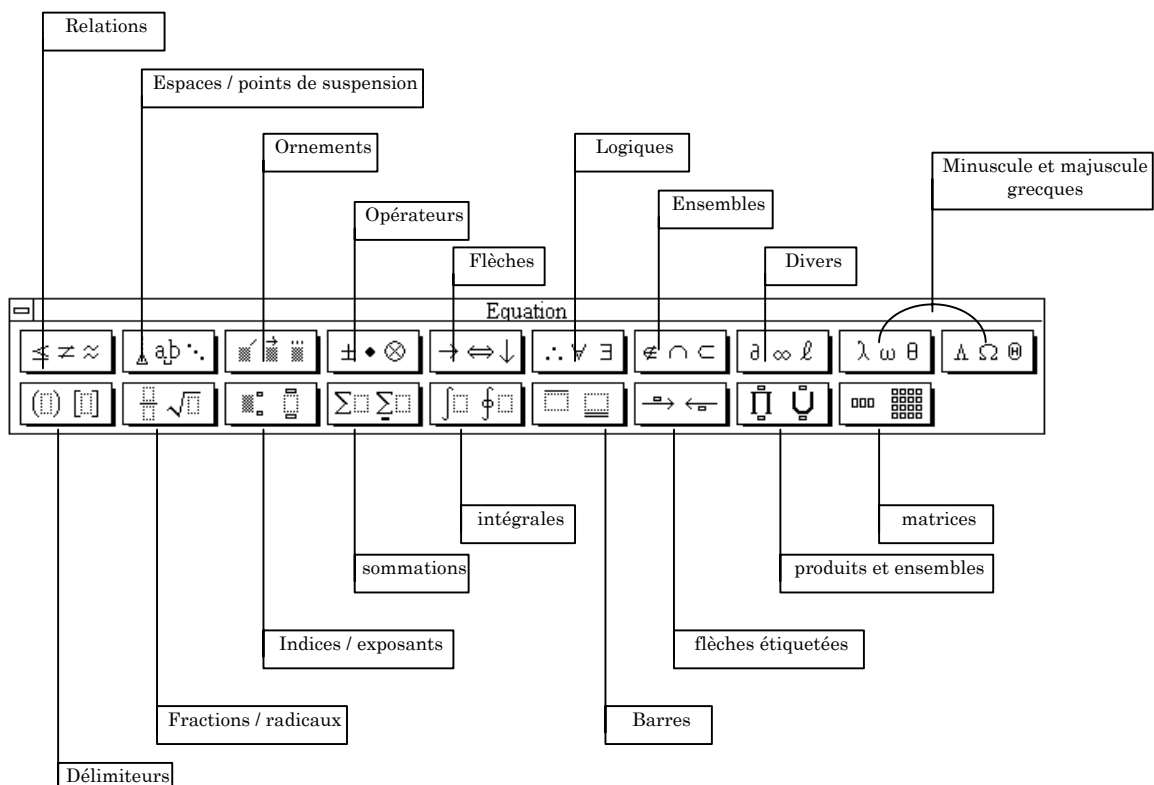 Relations
Espaces / points de suspension
Ornements
Logiques
Minuscule et majuscule
grecques
Ensembles
Opérateurs
Flèches
Divers
Equation
≤ ≠ ≈ a͟b ⋱ ± • ⊗ → ⇔ ↓ ∴ ∀ ∃ ∉ ∩ ⊂ ∂ ∞ ℓ λ ω θ Λ Ω Θ
( ) [ ] √ Σ Σ ∫ ∮ → ← Π Ů
intégrales
matrices
sommations
produits et ensembles
Indices / exposants
flèches étiquetées
Fractions / radicaux
Barres
Délimiteurs